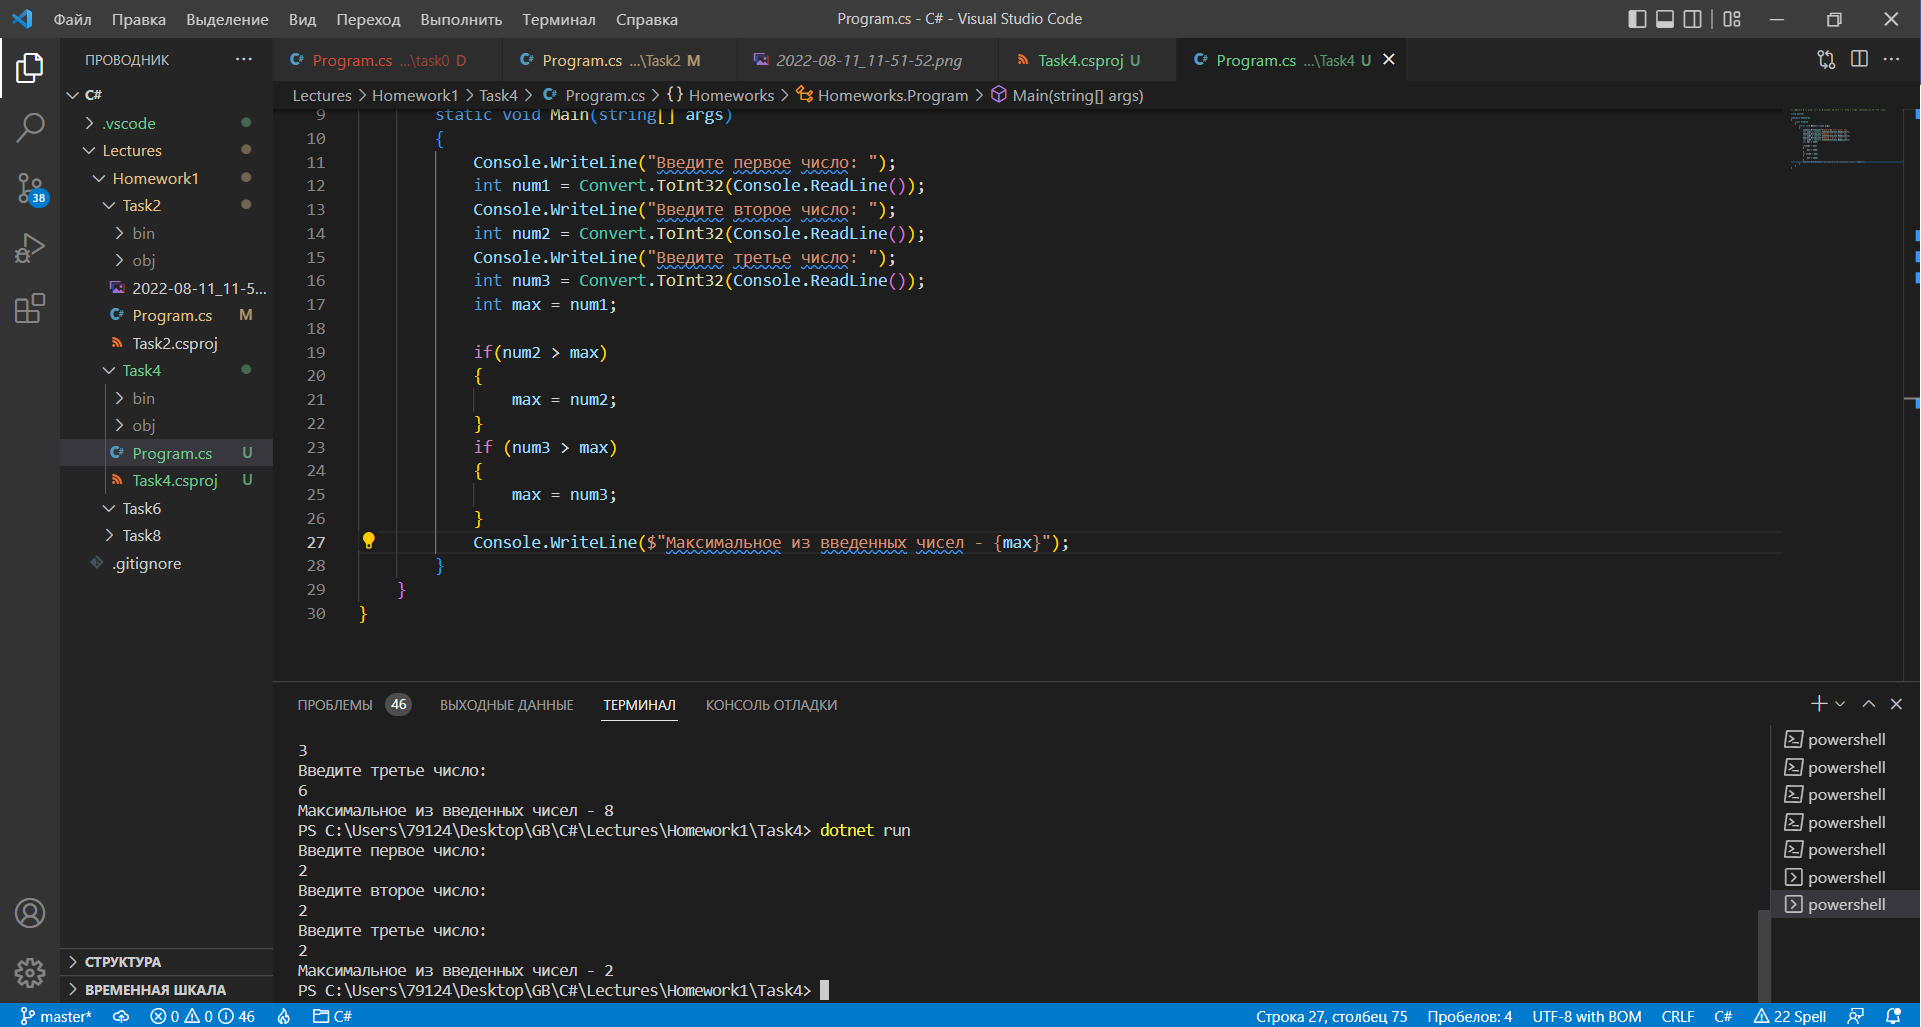 Файл Правка Выделение Вид Переход Выполнить Терминал Справка
Program.cs - C# - Visual Studio Code
ПРОВОДНИК ···
Program.cs ...\task0 D
Program.cs ...\Task2 M
2022-08-11_11-51-52.png
Task4.csproj U
Program.cs ...\Task4 U
Lectures > Homework1 > Task4 > Program.cs > {} Homeworks > Homeworks.Program > Main(string[] args)
C#
.vscode
Lectures
Homework1
Task2
bin
obj
2022-08-11_11-5...
Program.cs M
Task2.csproj
Task4
bin
obj
Program.cs U
Task4.csproj U
Task6
Task8
.gitignore
СТРУКТУРА
ВРЕМЕННАЯ ШКАЛА
38
9 static void Main(string[] args)
10 {
11 Console.WriteLine("Введите первое число: ");
12 int num1 = Convert.ToInt32(Console.ReadLine());
13 Console.WriteLine("Введите второе число: ");
14 int num2 = Convert.ToInt32(Console.ReadLine());
15 Console.WriteLine("Введите третье число: ");
16 int num3 = Convert.ToInt32(Console.ReadLine());
17 int max = num1;
18
19 if(num2 > max)
20 {
21 max = num2;
22 }
23 if (num3 > max)
24 {
25 max = num3;
26 }
27 Console.WriteLine($"Максимальное из введенных чисел - {max}");
28 }
29 }
30 }
ПРОБЛЕМЫ 46 ВЫХОДНЫЕ ДАННЫЕ ТЕРМИНАЛ КОНСОЛЬ ОТЛАДКИ
3
Введите третье число:
6
Максимальное из введенных чисел - 8
PS C:\Users\79124\Desktop\GB\C#\Lectures\Homework1\Task4> dotnet run
Введите первое число:
2
Введите второе число:
2
Введите третье число:
2
Максимальное из введенных чисел - 2
PS C:\Users\79124\Desktop\GB\C#\Lectures\Homework1\Task4>
powershell
powershell
powershell
powershell
powershell
powershell
powershell
master* 0 0 46 C# Строка 27, столбец 75 Пробелов: 4 UTF-8 with BOM CRLF C# 22 Spell